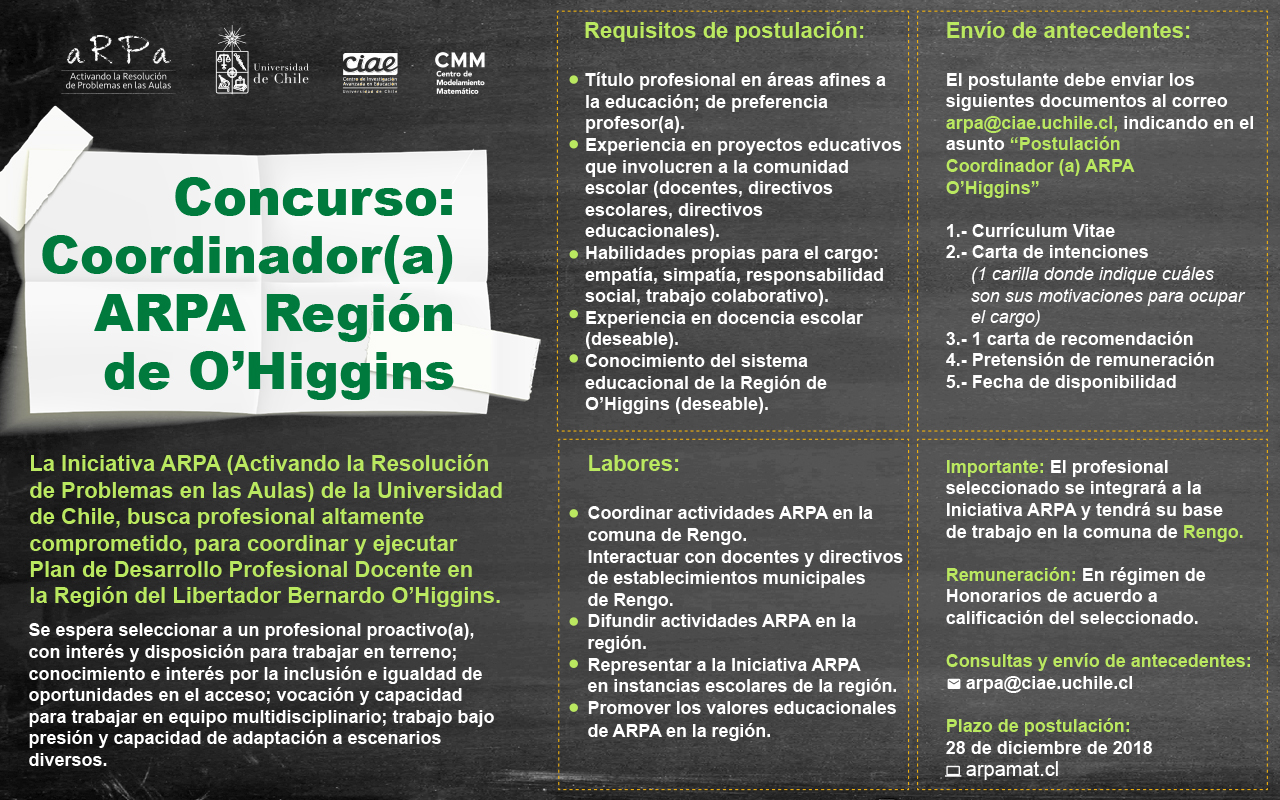 aRPa
Activando la Resolución
de Problemas en las Aulas
Universidad
de Chile
ciae
Centro de Investigación
Avanzada en Educación
Universidad de Chile
CMM
Centro de
Modelamiento
Matemático
Concurso:
Coordinador(a)
ARPA Región
de O’Higgins
La Iniciativa ARPA (Activando la Resolución
de Problemas en las Aulas) de la Universidad
de Chile, busca profesional altamente
comprometido, para coordinar y ejecutar
Plan de Desarrollo Profesional Docente en
la Región del Libertador Bernardo O’Higgins.
Se espera seleccionar a un profesional proactivo(a),
con interés y disposición para trabajar en terreno;
conocimiento e interés por la inclusión e igualdad de
oportunidades en el acceso; vocación y capacidad
para trabajar en equipo multidisciplinario; trabajo bajo
presión y capacidad de adaptación a escenarios
diversos.
Requisitos de postulación:
Título profesional en áreas afines a
la educación; de preferencia
profesor(a).
Experiencia en proyectos educativos
que involucren a la comunidad
escolar (docentes, directivos
escolares, directivos
educacionales).
Habilidades propias para el cargo:
empatía, simpatía, responsabilidad
social, trabajo colaborativo).
Experiencia en docencia escolar
(deseable).
Conocimiento del sistema
educacional de la Región de
O’Higgins (deseable).
Labores:
Coordinar actividades ARPA en la
comuna de Rengo.
Interactuar con docentes y directivos
de establecimientos municipales
de Rengo.
Difundir actividades ARPA en la
región.
Representar a la Iniciativa ARPA
en instancias escolares de la región.
Promover los valores educacionales
de ARPA en la región.
Envío de antecedentes:
El postulante debe enviar los
siguientes documentos al correo
arpa@ciae.uchile.cl, indicando en el
asunto “Postulación
Coordinador (a) ARPA
O’Higgins”
1.- Currículum Vitae
2.- Carta de intenciones
(1 carilla donde indique cuáles
son sus motivaciones para ocupar
el cargo)
3.- 1 carta de recomendación
4.- Pretensión de remuneración
5.- Fecha de disponibilidad
Importante: El profesional
seleccionado se integrará a la
Iniciativa ARPA y tendrá su base
de trabajo en la comuna de Rengo.
Remuneración: En régimen de
Honorarios de acuerdo a
calificación del seleccionado.
Consultas y envío de antecedentes:
arpa@ciae.uchile.cl
Plazo de postulación:
28 de diciembre de 2018
arpamat.cl